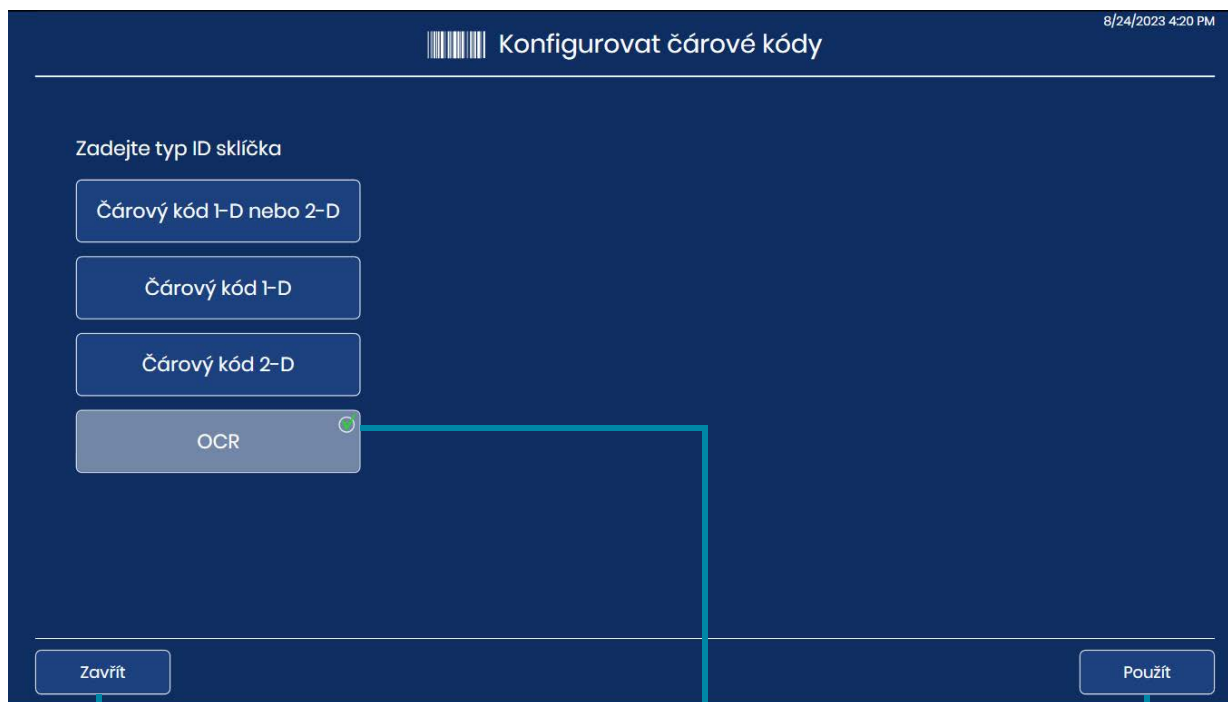 8/24/2023 4:20 PM
Konfigurovat čárové kódy
Zadejte typ ID sklíčka
Čárový kód 1-D nebo 2-D
Čárový kód 1-D
Čárový kód 2-D
OCR
Zavřít
Použít